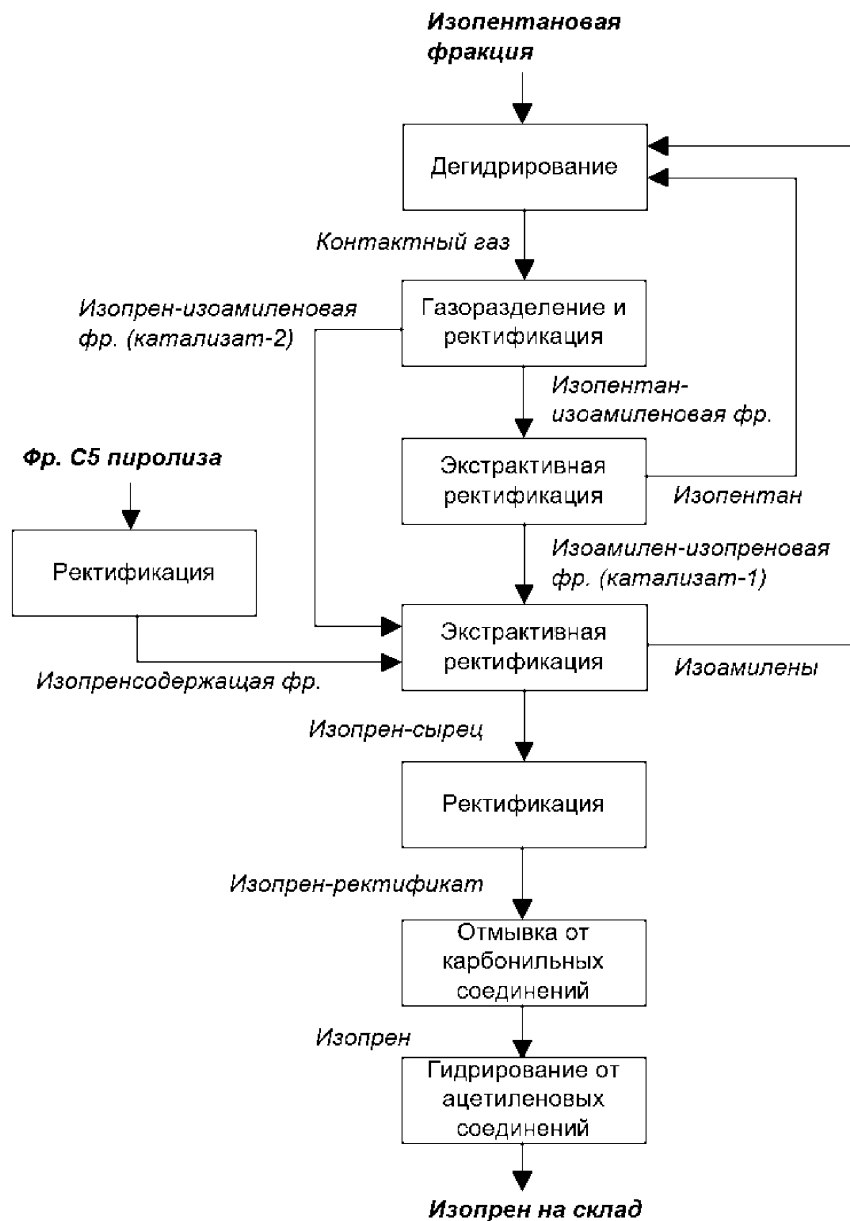 Изопентановая
фракция
Дегидрирование
Контактный газ
Изопрен-изоамиленовая
фр. (катализат-2)
Газоразделение и
ректификация
Изопентан-
изоамиленовая фр.
Фр. С5 пиролиза
Экстрактивная
ректификация
Изопентан
Ректификация
Изоамилен-изопреновая
фр. (катализат-1)
Экстрактивная
ректификация
Изопренсодержащая фр.
Изоамилены
Изопрен-сырец
Ректификация
Изопрен-ректификат
Отмывка от
карбонильных
соединений
Изопрен
Гидрирование от
ацетиленовых
соединений
Изопрен на склад